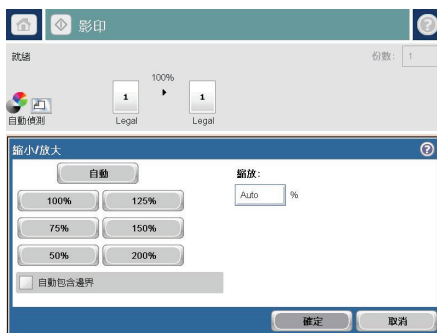 影印
就緒
份數: 1
100%
1 1
自動偵測 Legal Legal
縮小/放大
自動 縮放:
100% 125% Auto %
75% 150%
50% 200%
自動包含邊界
確定 取消